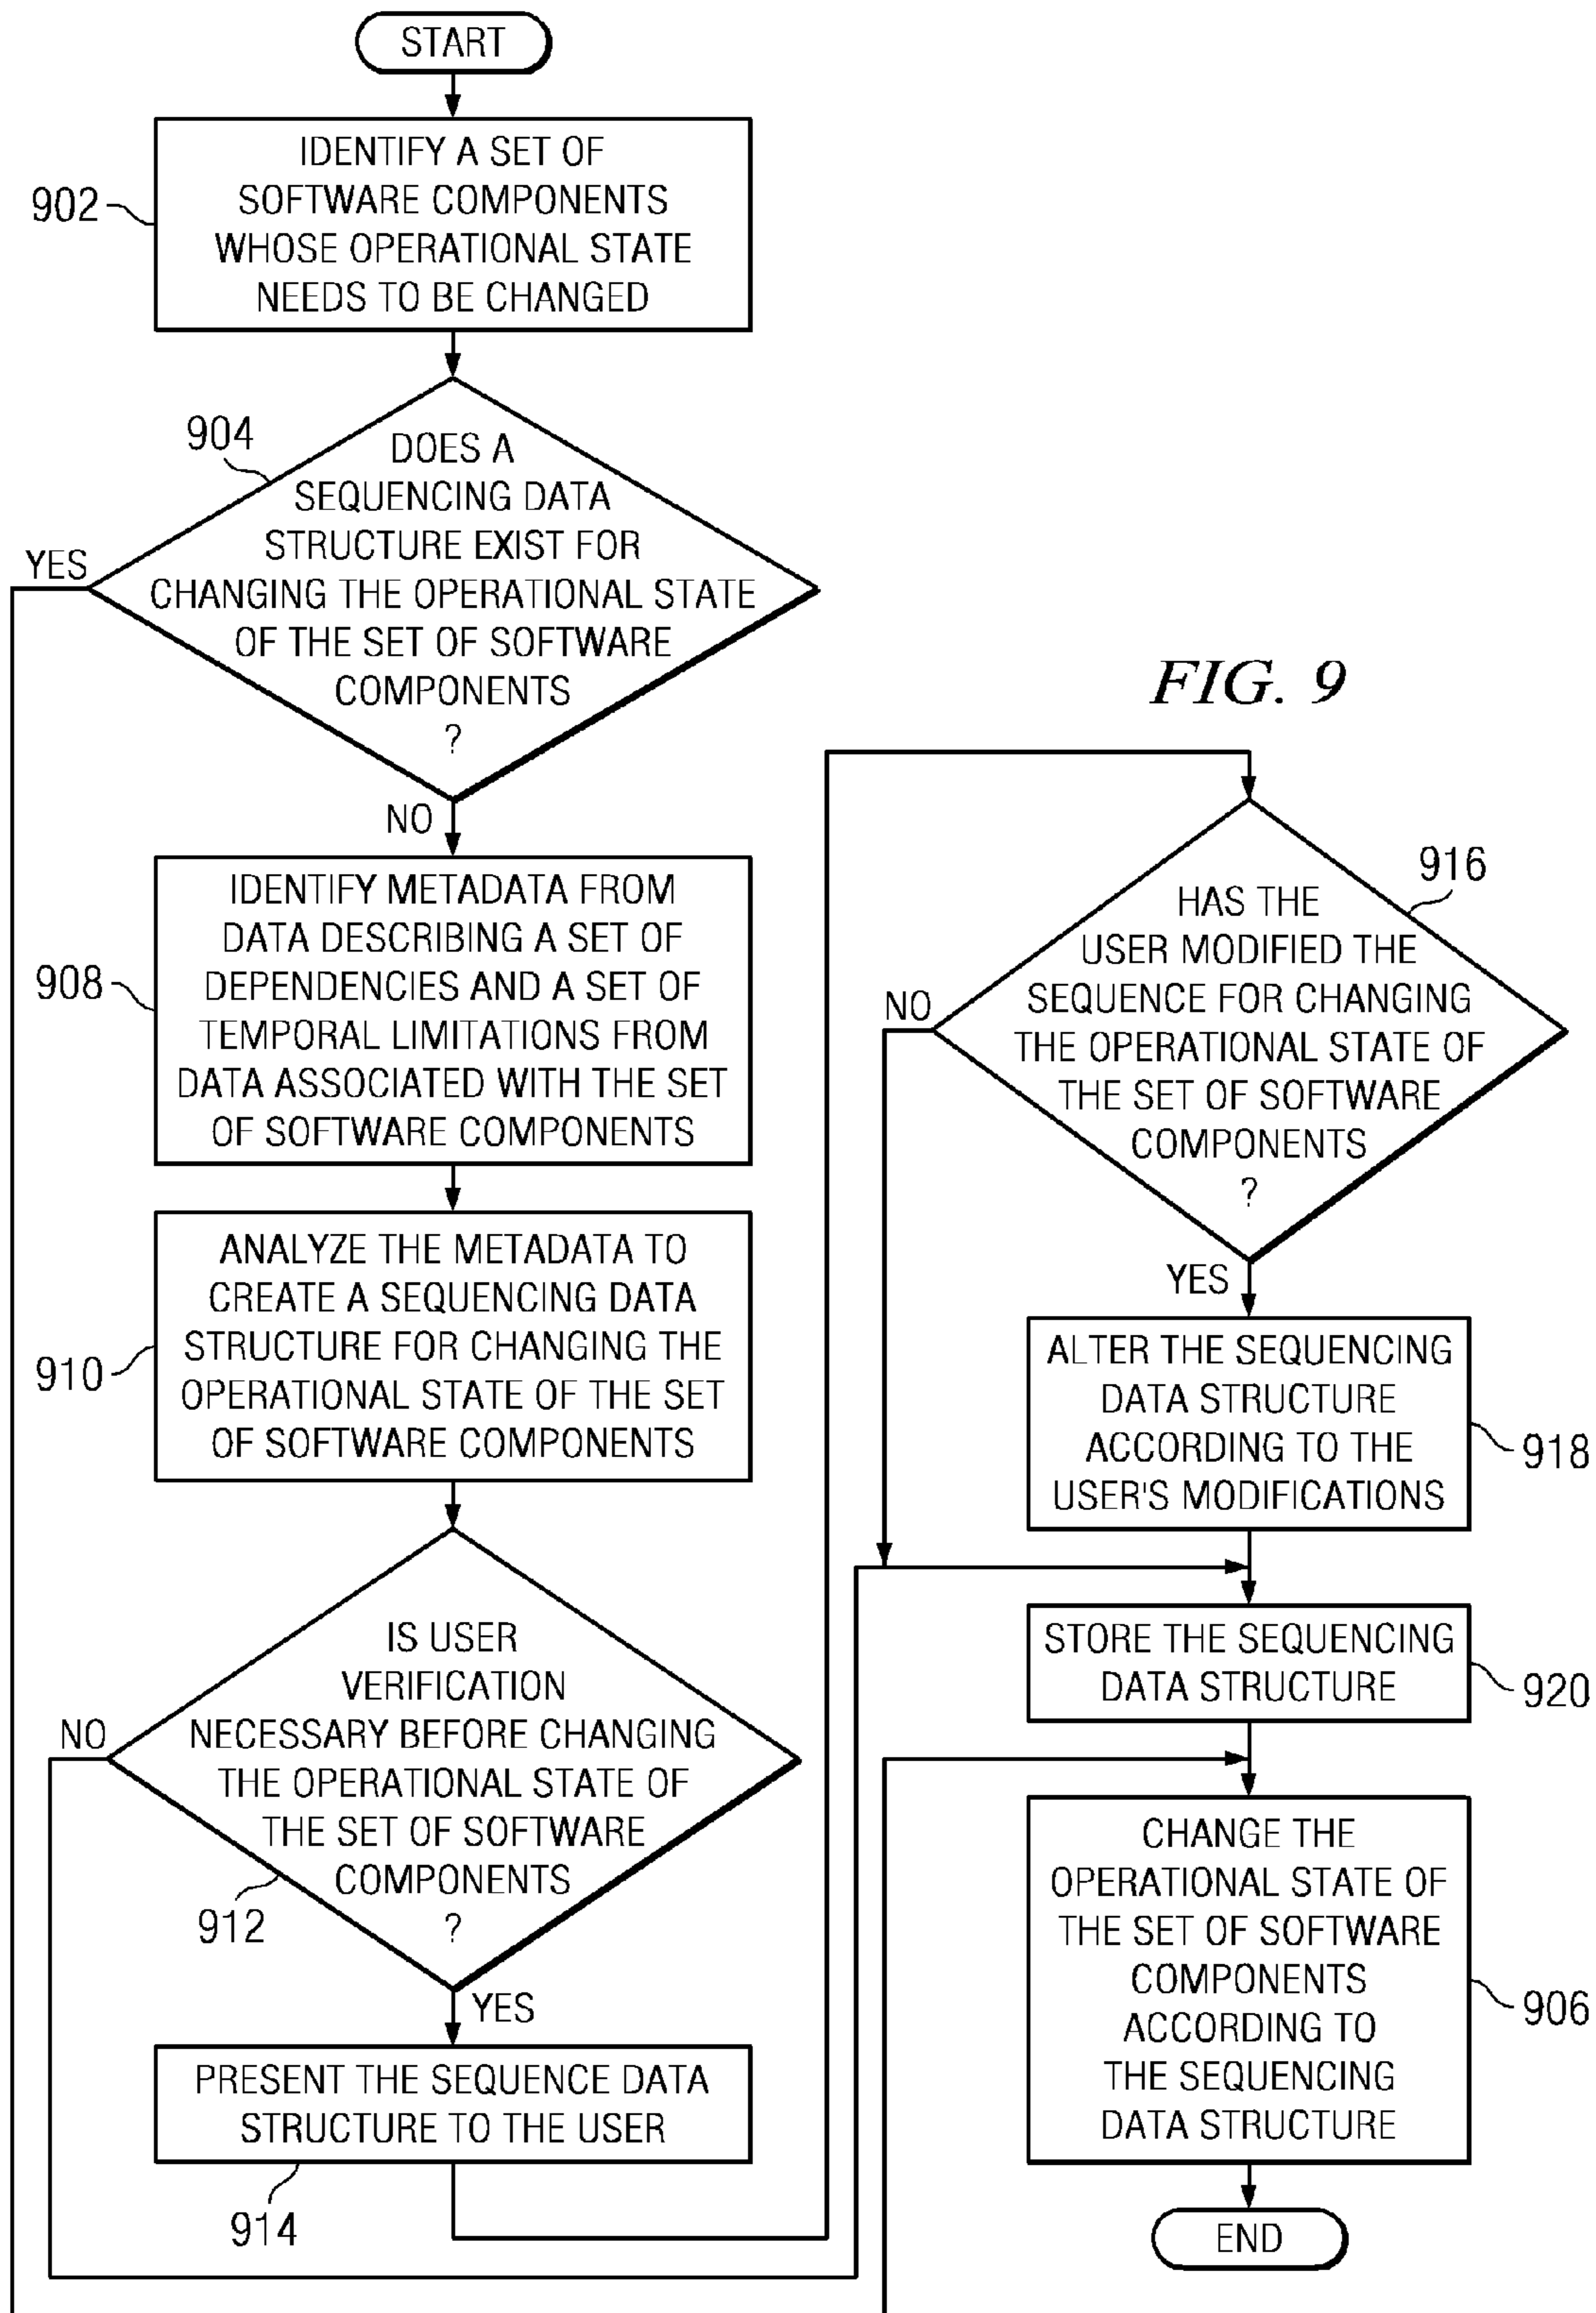 START
IDENTIFY A SET OF
SOFTWARE COMPONENTS
WHOSE OPERATIONAL STATE
NEEDS TO BE CHANGED
902
904
DOES A
SEQUENCING DATA
STRUCTURE EXIST FOR
CHANGING THE OPERATIONAL STATE
OF THE SET OF SOFTWARE
COMPONENTS
?
YES
NO
IDENTIFY METADATA FROM
DATA DESCRIBING A SET OF
DEPENDENCIES AND A SET OF
TEMPORAL LIMITATIONS FROM
DATA ASSOCIATED WITH THE SET
OF SOFTWARE COMPONENTS
908
ANALYZE THE METADATA TO
CREATE A SEQUENCING DATA
STRUCTURE FOR CHANGING THE
OPERATIONAL STATE OF THE SET
OF SOFTWARE COMPONENTS
910
IS USER
VERIFICATION
NECESSARY BEFORE CHANGING
THE OPERATIONAL STATE OF
THE SET OF SOFTWARE
COMPONENTS
?
NO
912
YES
PRESENT THE SEQUENCE DATA
STRUCTURE TO THE USER
914
FIG. 9
916
HAS THE
USER MODIFIED THE
SEQUENCE FOR CHANGING
THE OPERATIONAL STATE OF
THE SET OF SOFTWARE
COMPONENTS
?
NO
YES
ALTER THE SEQUENCING
DATA STRUCTURE
ACCORDING TO THE
USER'S MODIFICATIONS
918
STORE THE SEQUENCING
DATA STRUCTURE
920
CHANGE THE
OPERATIONAL STATE OF
THE SET OF SOFTWARE
COMPONENTS
ACCORDING TO
THE SEQUENCING
DATA STRUCTURE
906
END